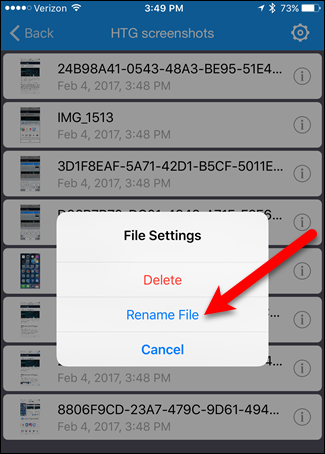 Verizon 3:49 PM 73%
Back HTG screenshots
24B98A41-0543-48A3-BE95-51E4...
Feb 4, 2017, 3:48 PM
IMG_1513
Feb 4, 2017, 3:48 PM
3D1F8EAF-5A71-42D1-B5CF-5011E...
Feb 4, 2017, 3:48 PM
File Settings
Delete
Rename File
Cancel
Feb 4, 2017, 3:48 PM
8806F9CD-23A7-479C-9D61-494...
Feb 4, 2017, 3:48 PM